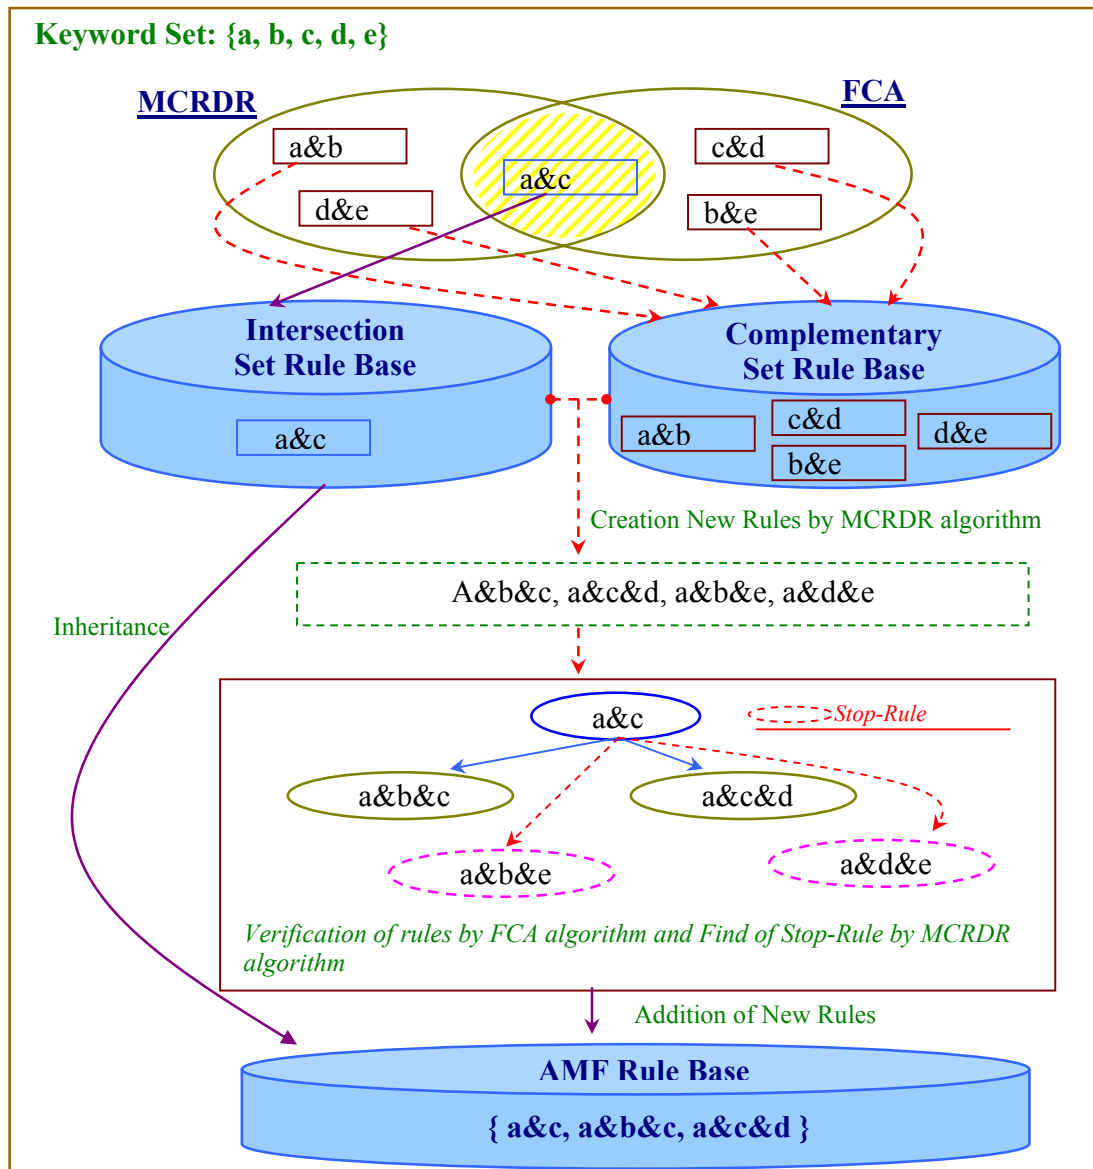 Keyword Set: {a, b, c, d, e}
MCRDR
FCA
a&b
c&d
a&c
d&e
b&e
Intersection
Set Rule Base
Complementary
Set Rule Base
a&c
a&b
c&d
d&e
b&e
Creation New Rules by MCRDR algorithm
A&b&c, a&c&d, a&b&e, a&d&e
Inheritance
a&c
Stop-Rule
a&b&c
a&c&d
a&b&e
a&d&e
Verification of rules by FCA algorithm and Find of Stop-Rule by MCRDR
algorithm
Addition of New Rules
AMF Rule Base
{ a&c, a&b&c, a&c&d }